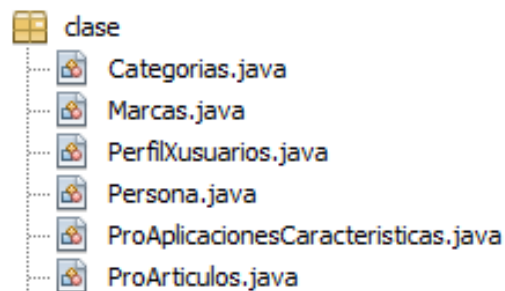 clase
Categorias.java
Marcas.java
PerfilXusuarios.java
Persona.java
ProAplicacionesCaracteristicas.java
ProArticulos.java